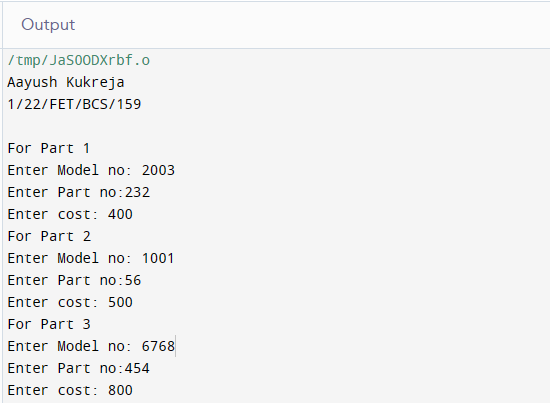 Output
/tmp/JaSOODXrbf.o
Aayush Kukreja
1/22/FET/BCS/159
For Part 1
Enter Model no: 2003
Enter Part no:232
Enter cost: 400
For Part 2
Enter Model no: 1001
Enter Part no:56
Enter cost: 500
For Part 3
Enter Model no: 6768
Enter Part no:454
Enter cost: 800